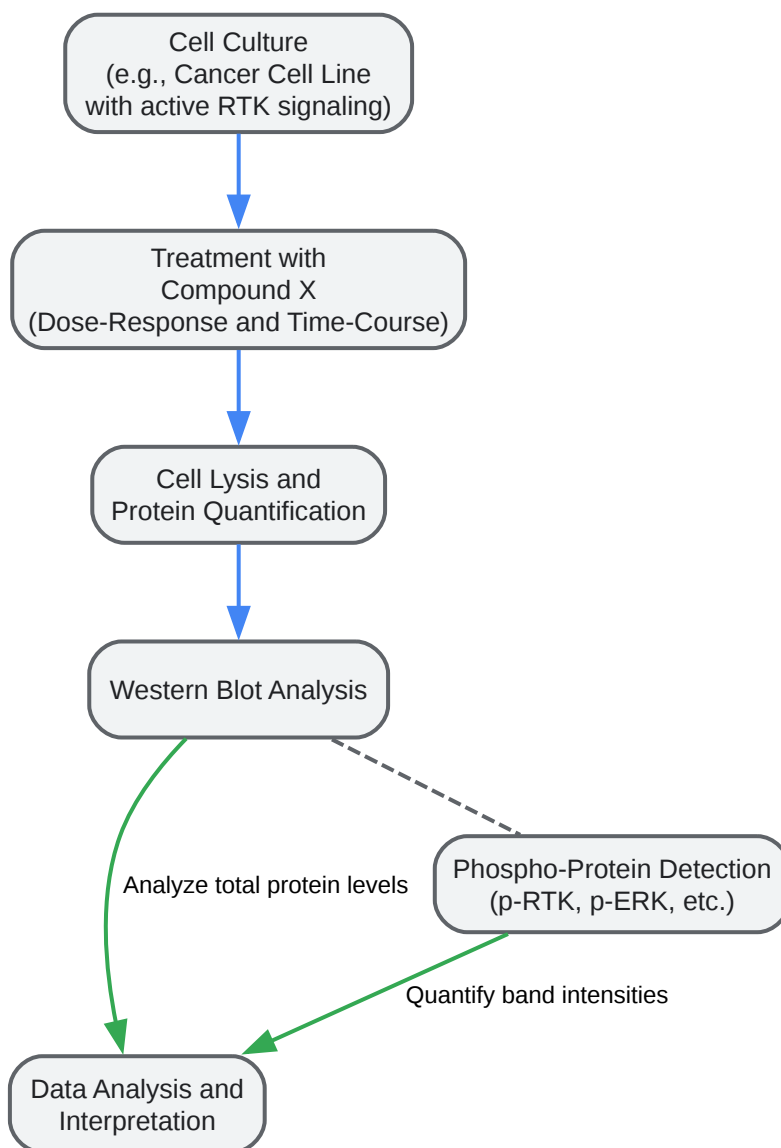 Cell Culture
(e.g., Cancer Cell Line
with active RTK signaling)
Treatment with
Compound X
(Dose-Response and Time-Course)
Cell Lysis and
Protein Quantification
Western Blot Analysis
Phospho-Protein Detection
(p-RTK, p-ERK, etc.)
Analyze total protein levels
Quantify band intensities
Data Analysis and
Interpretation